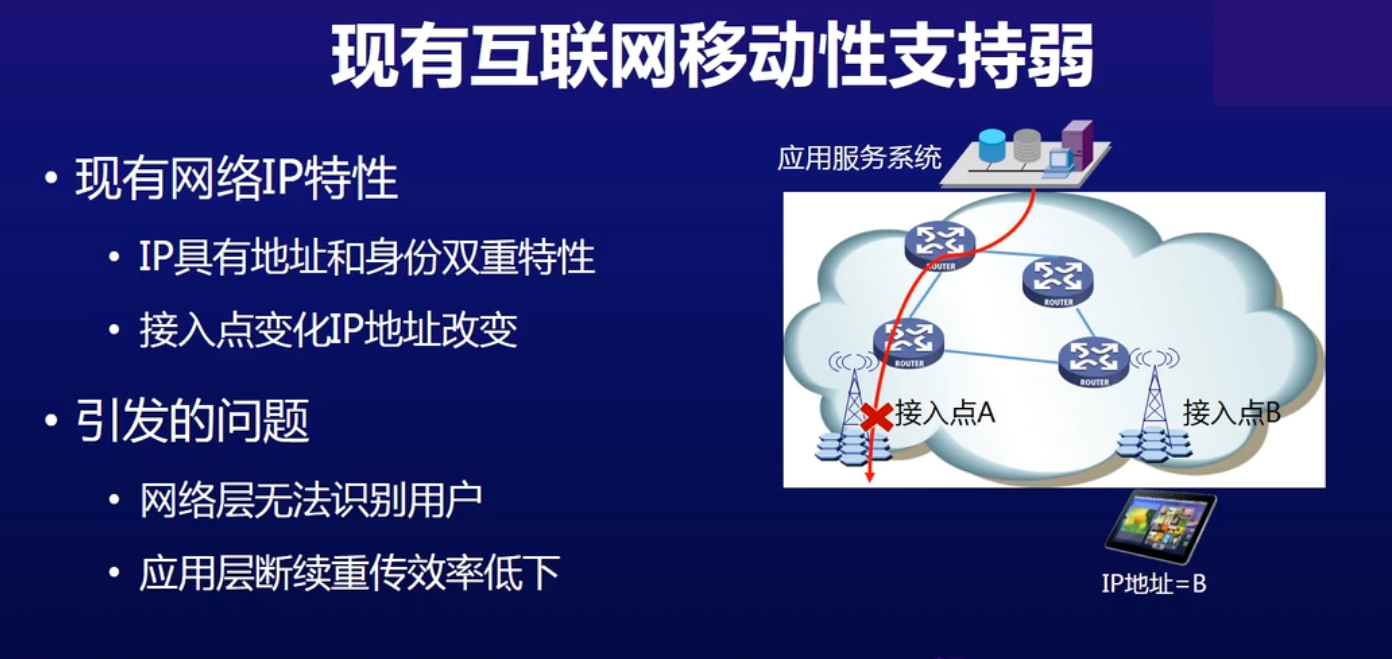 现有互联网移动性支持弱
• 现有网络IP特性
• IP具有地址和身份双重特性
• 接入点变化IP地址改变
• 引发的问题
• 网络层无法识别用户
• 应用层断续重传效率低下
应用服务系统
ROUTER
ROUTER
ROUTER
ROUTER
接入点A
接入点B
IP地址=B